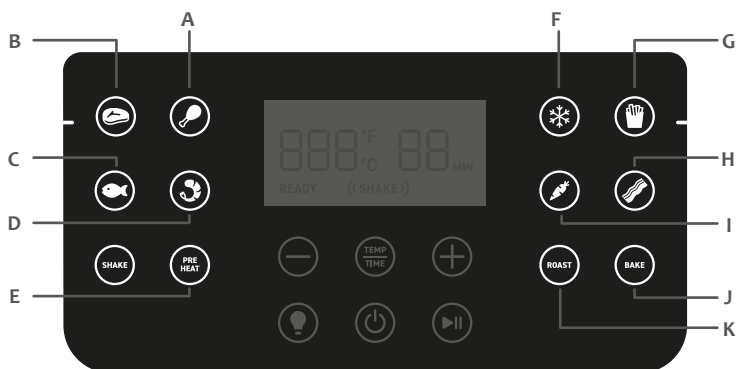 A
B
F
G
888 °F °C 88 MIN
READY ((SHAKE))
C
D
H
I
SHAKE
PRE
HEAT
TEMP
TIME
ROAST
BAKE
E
J
K